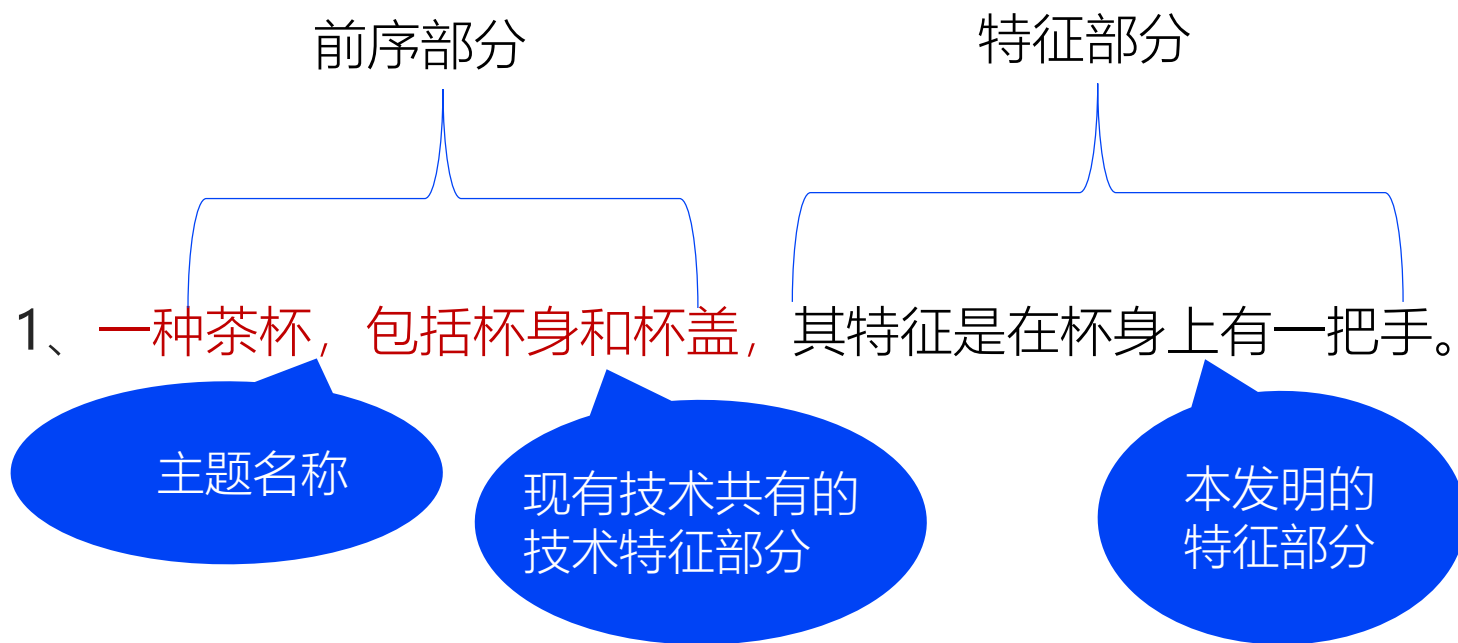 前序部分
特征部分
1、一种茶杯，包括杯身和杯盖，其特征是在杯身上有一把手。
主题名称
现有技术共有的
技术特征部分
本发明的
特征部分